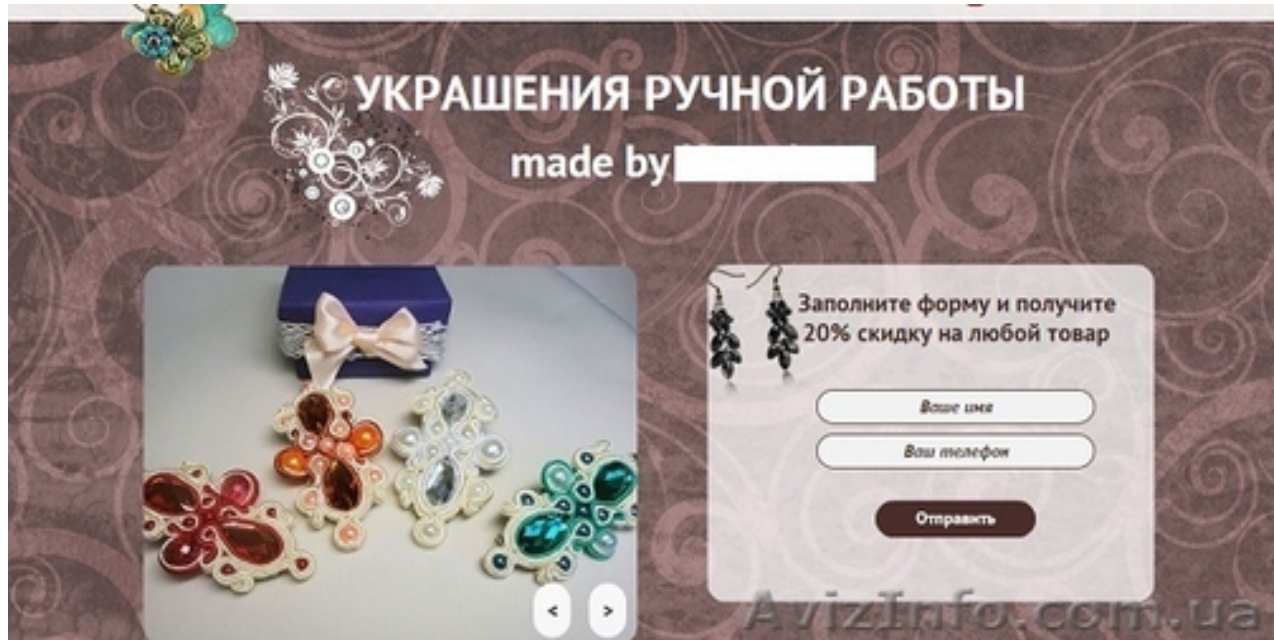 УКРАШЕНИЯ РУЧНОЙ РАБОТЫ
made by
Заполните форму и получите
20% скидку на любой товар
Ваше имя
Ваш телефон
Отправить
< >
AvizInfo.com.ua